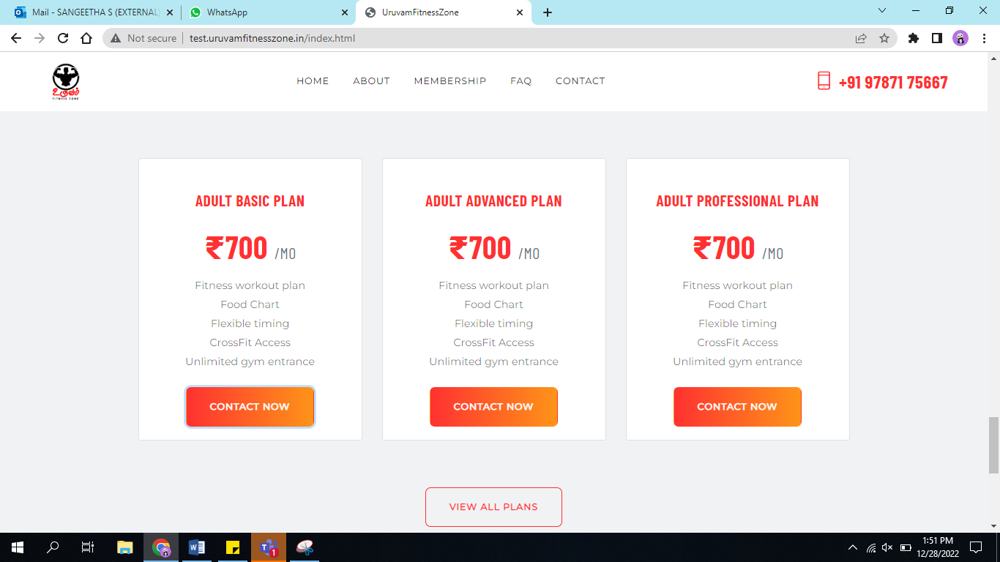 Mail - SANGEETHA S (EXTERNAL)
WhatsApp
UruvamFitnessZone
Not secure
test.uruvamfitnesszone.in/index.html
உருவம்
FITNESS ZONE
HOME
ABOUT
MEMBERSHIP
FAQ
CONTACT
+91 97871 75667
ADULT BASIC PLAN
₹700 /MO
Fitness workout plan
Food Chart
Flexible timing
CrossFit Access
Unlimited gym entrance
CONTACT NOW
ADULT ADVANCED PLAN
₹700 /MO
Fitness workout plan
Food Chart
Flexible timing
CrossFit Access
Unlimited gym entrance
CONTACT NOW
ADULT PROFESSIONAL PLAN
₹700 /MO
Fitness workout plan
Food Chart
Flexible timing
CrossFit Access
Unlimited gym entrance
CONTACT NOW
VIEW ALL PLANS
1
1:51 PM
12/28/2022